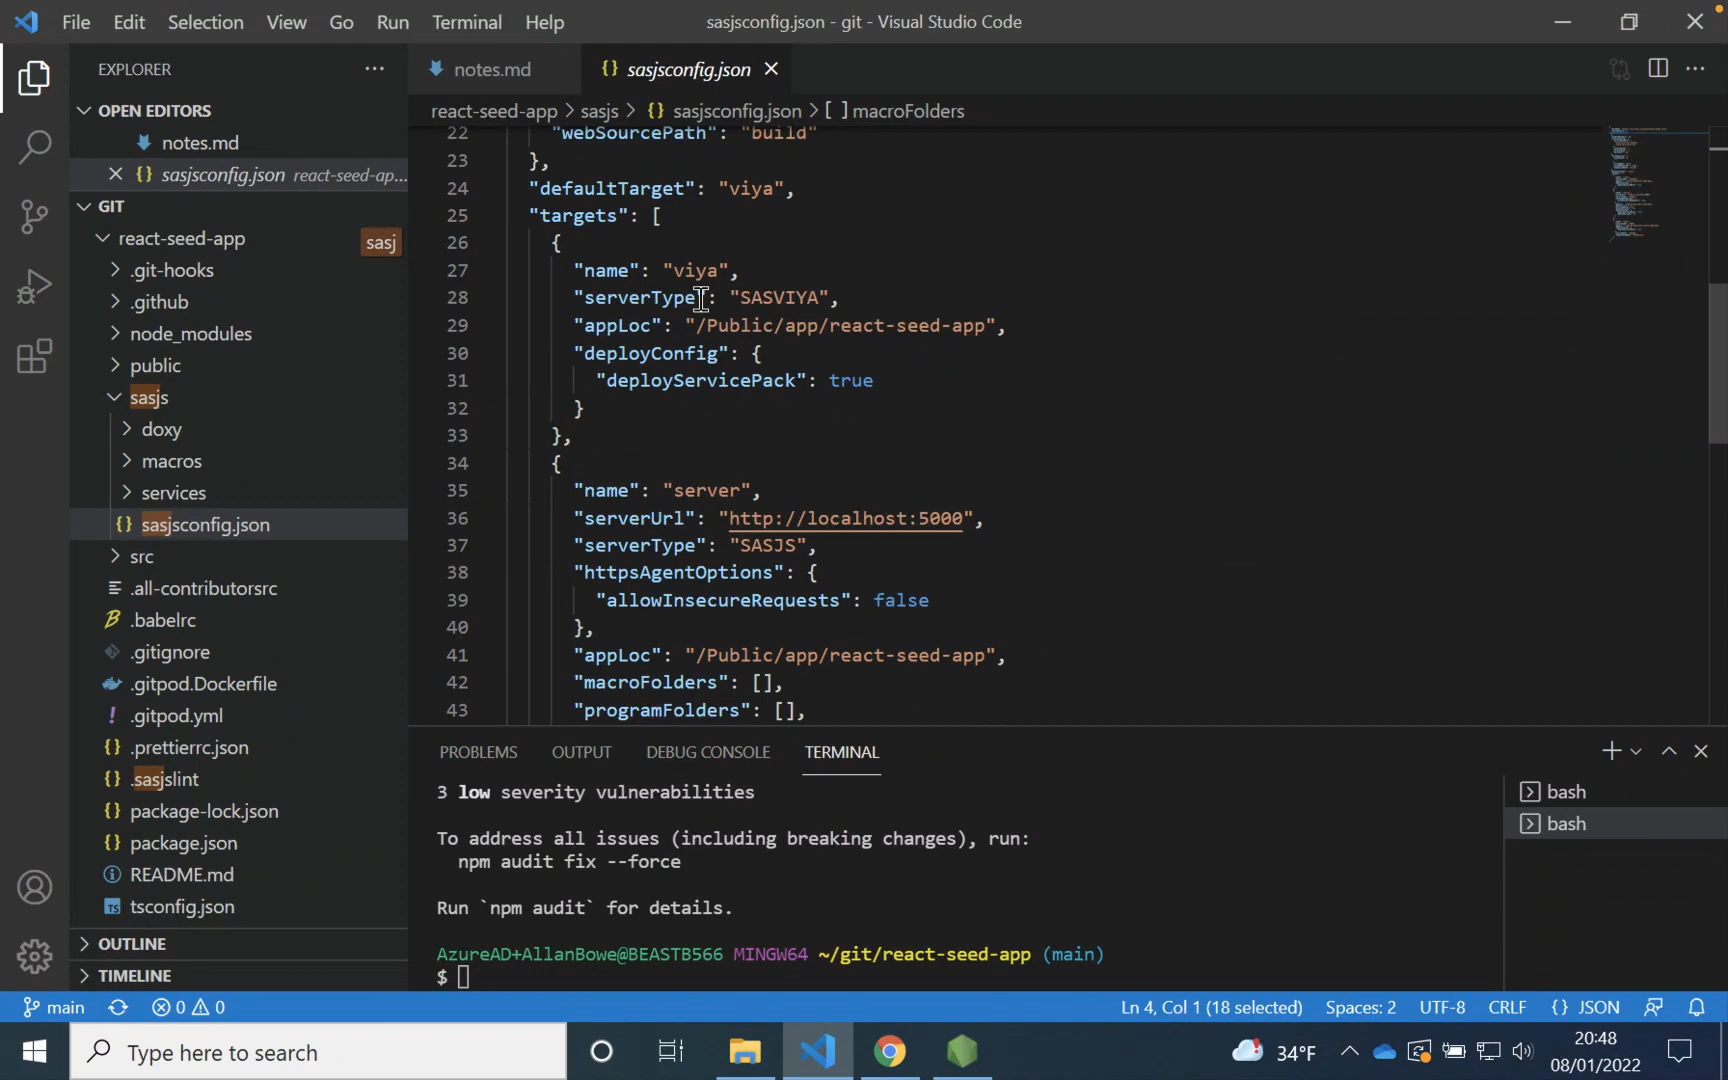 File Edit Selection View Go Run Terminal Help sasjsconfig.json - git - Visual Studio Code
EXPLORER
OPEN EDITORS
notes.md
sasjsconfig.json react-seed-ap...
GIT
react-seed-app sasj
.git-hooks
.github
node_modules
public
sasjs
doxy
macros
services
sasjsconfig.json
src
.all-contributorsrc
.babelrc
.gitignore
.gitpod.Dockerfile
.gitpod.yml
.prettierrc.json
.sasjslint
package-lock.json
package.json
README.md
tsconfig.json
OUTLINE
TIMELINE
notes.md sasjsconfig.json
react-seed-app > sasjs > sasjsconfig.json > [ ] macroFolders
22 "webSourcePath": "build"
23 },
24 "defaultTarget": "viya",
25 "targets": [
26 {
27 "name": "viya",
28 "serverType": "SASVIYA",
29 "appLoc": "/Public/app/react-seed-app",
30 "deployConfig": {
31 "deployServicePack": true
32 }
33 },
34 {
35 "name": "server",
36 "serverUrl": "http://localhost:5000",
37 "serverType": "SASJS",
38 "httpsAgentOptions": {
39 "allowInsecureRequests": false
40 },
41 "appLoc": "/Public/app/react-seed-app",
42 "macroFolders": [],
43 "programFolders": [],
PROBLEMS OUTPUT DEBUG CONSOLE TERMINAL
3 low severity vulnerabilities
To address all issues (including breaking changes), run:
npm audit fix --force
Run `npm audit` for details.
AzureAD+AllanBowe@BEASTB566 MINGW64 ~/git/react-seed-app (main)
$
bash
bash
main 0 0 Ln 4, Col 1 (18 selected) Spaces: 2 UTF-8 CRLF {} JSON
Type here to search 34°F 20:48
08/01/2022